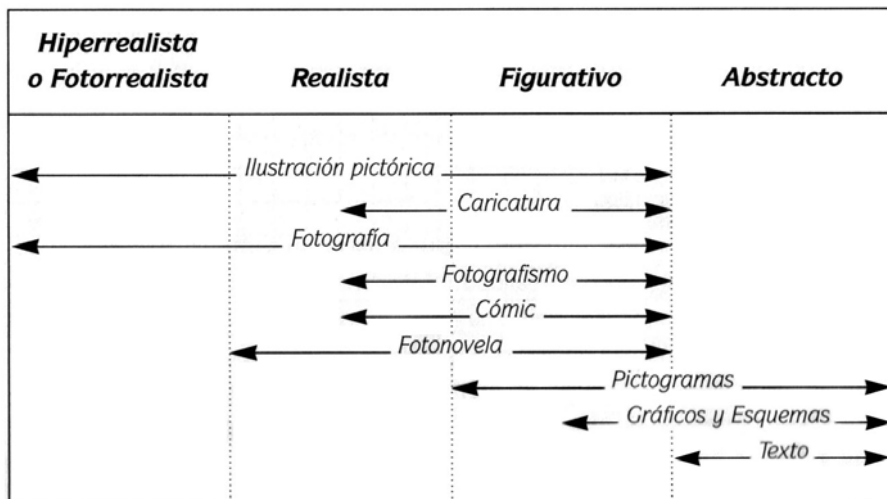 Hiperrealista
o Fotorrealista
Realista
Figurativo
Abstracto
Ilustración pictórica
Caricatura
Fotografía
Fotografismo
Cómic
Fotonovela
Pictogramas
Gráficos y Esquemas
Texto